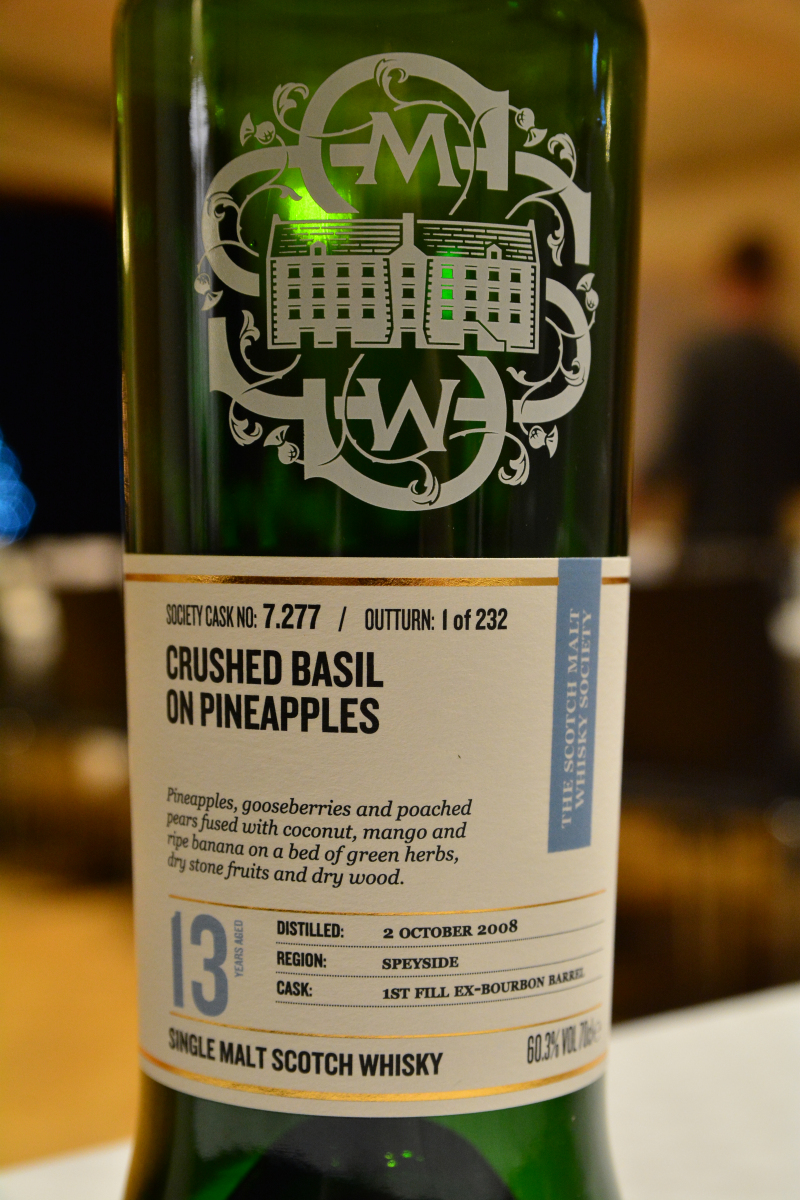 M
W
SOCIETY CASK NO: 7.277 / OUTTURN: 1 of 232
CRUSHED BASIL
ON PINEAPPLES
THE SCOTCH MALT
WHISKY SOCIETY
Pineapples, gooseberries and poached
pears fused with coconut, mango and
ripe banana on a bed of green herbs,
dry stone fruits and dry wood.
13 YEARS AGED
DISTILLED: 2 OCTOBER 2008
REGION: SPEYSIDE
CASK: 1ST FILL EX-BOURBON BARREL
SINGLE MALT SCOTCH WHISKY
60.3% VOL 70cl℮